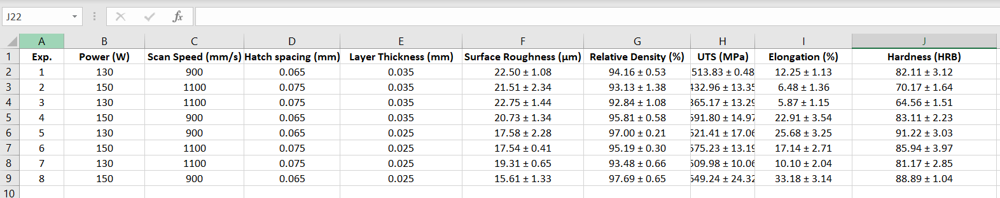 J22 fx
A B C D E F G H I J
1 Exp. Power (W) Scan Speed (mm/s) Hatch spacing (mm) Layer Thickness (mm) Surface Roughness (µm) Relative Density (%) UTS (MPa) Elongation (%) Hardness (HRB)
2 1 130 900 0.065 0.035 22.50 ± 1.08 94.16 ± 0.53 513.83 ± 0.48 12.25 ± 1.13 82.11 ± 3.12
3 2 150 1100 0.075 0.035 21.51 ± 2.34 93.13 ± 1.38 432.96 ± 13.35 6.48 ± 1.36 70.17 ± 1.64
4 3 130 1100 0.075 0.035 22.75 ± 1.44 92.84 ± 1.08 365.17 ± 13.29 5.87 ± 1.15 64.56 ± 1.51
5 4 150 900 0.065 0.035 20.73 ± 1.34 95.81 ± 0.58 591.80 ± 14.97 22.91 ± 3.54 83.11 ± 2.23
6 5 130 900 0.065 0.025 17.58 ± 2.28 97.00 ± 0.21 ± 17.06 25.68 ± 3.25 91.22 ± 3.03
7 6 150 1100 0.075 0.025 17.54 ± 0.41 95.19 ± 0.30 575.23 ± 13.19 17.14 ± 2.71 85.94 ± 3.97
8 7 130 1100 0.075 0.025 19.31 ± 0.65 93.48 ± 0.66 509.98 ± 10.06 10.10 ± 2.04 81.17 ± 2.85
9 8 150 900 0.065 0.025 15.61 ± 1.33 97.69 ± 0.65 ± 24.32 33.18 ± 3.14 88.89 ± 1.04
10